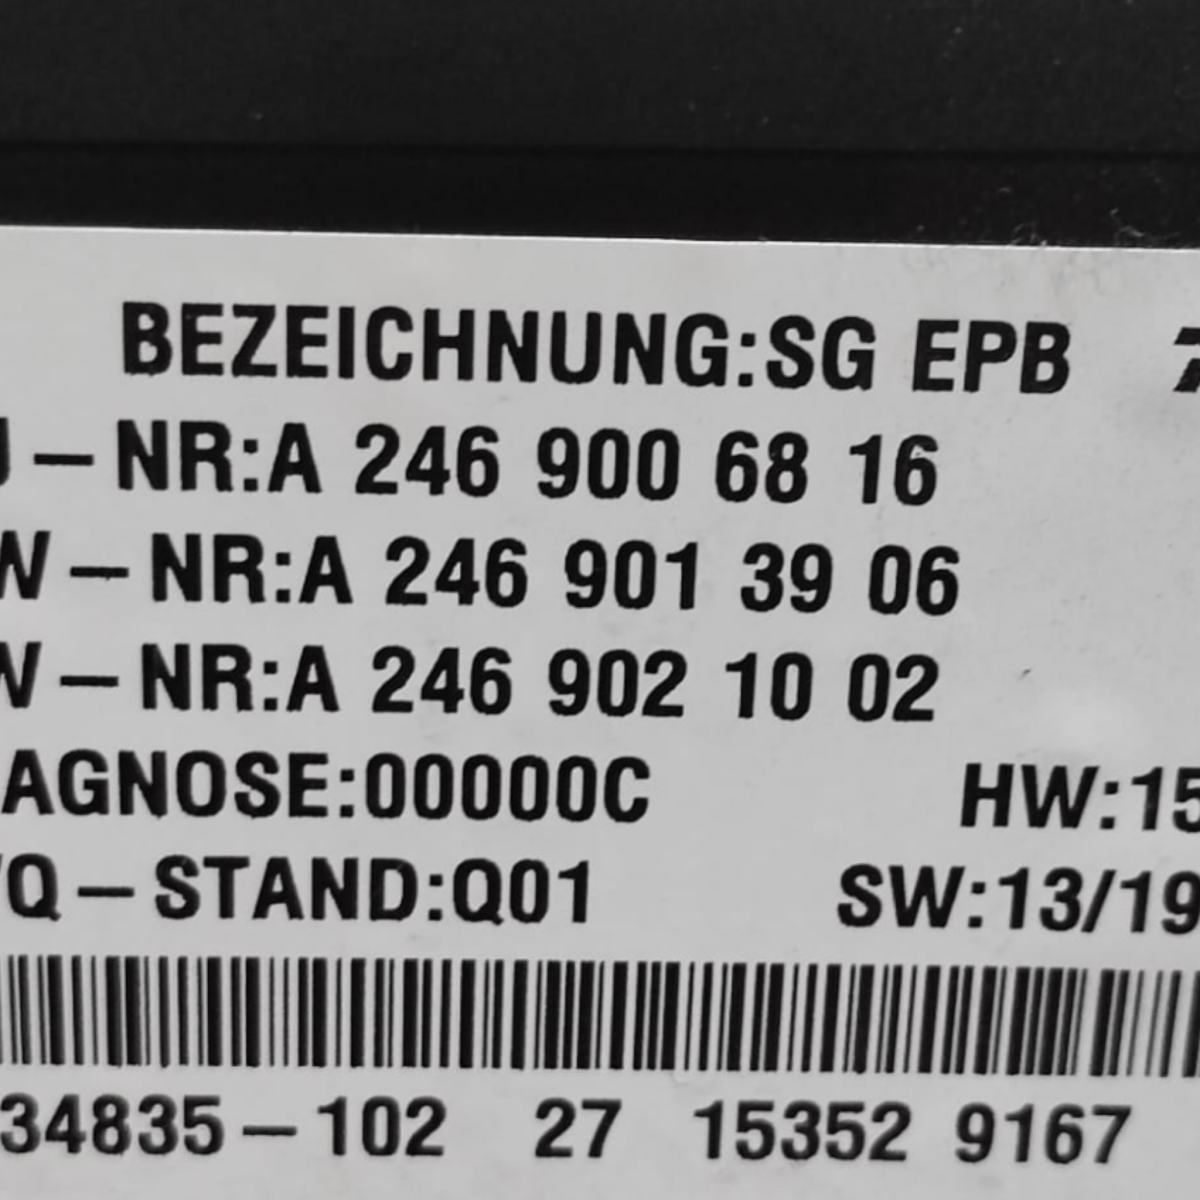 BEZEICHNUNG:SG EPB 7
-NR:A 246 900 68 16
W-NR:A 246 901 39 06
W-NR:A 246 902 10 02
AGNOSE:00000C HW:15
Q-STAND:Q01 SW:13/19
34835-102 27 15352 9167